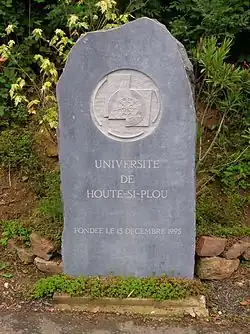 UNIVERSITE
DE
HOUTE-SI-PLOU
FONDEE LE 15 DECEMBRE 1995